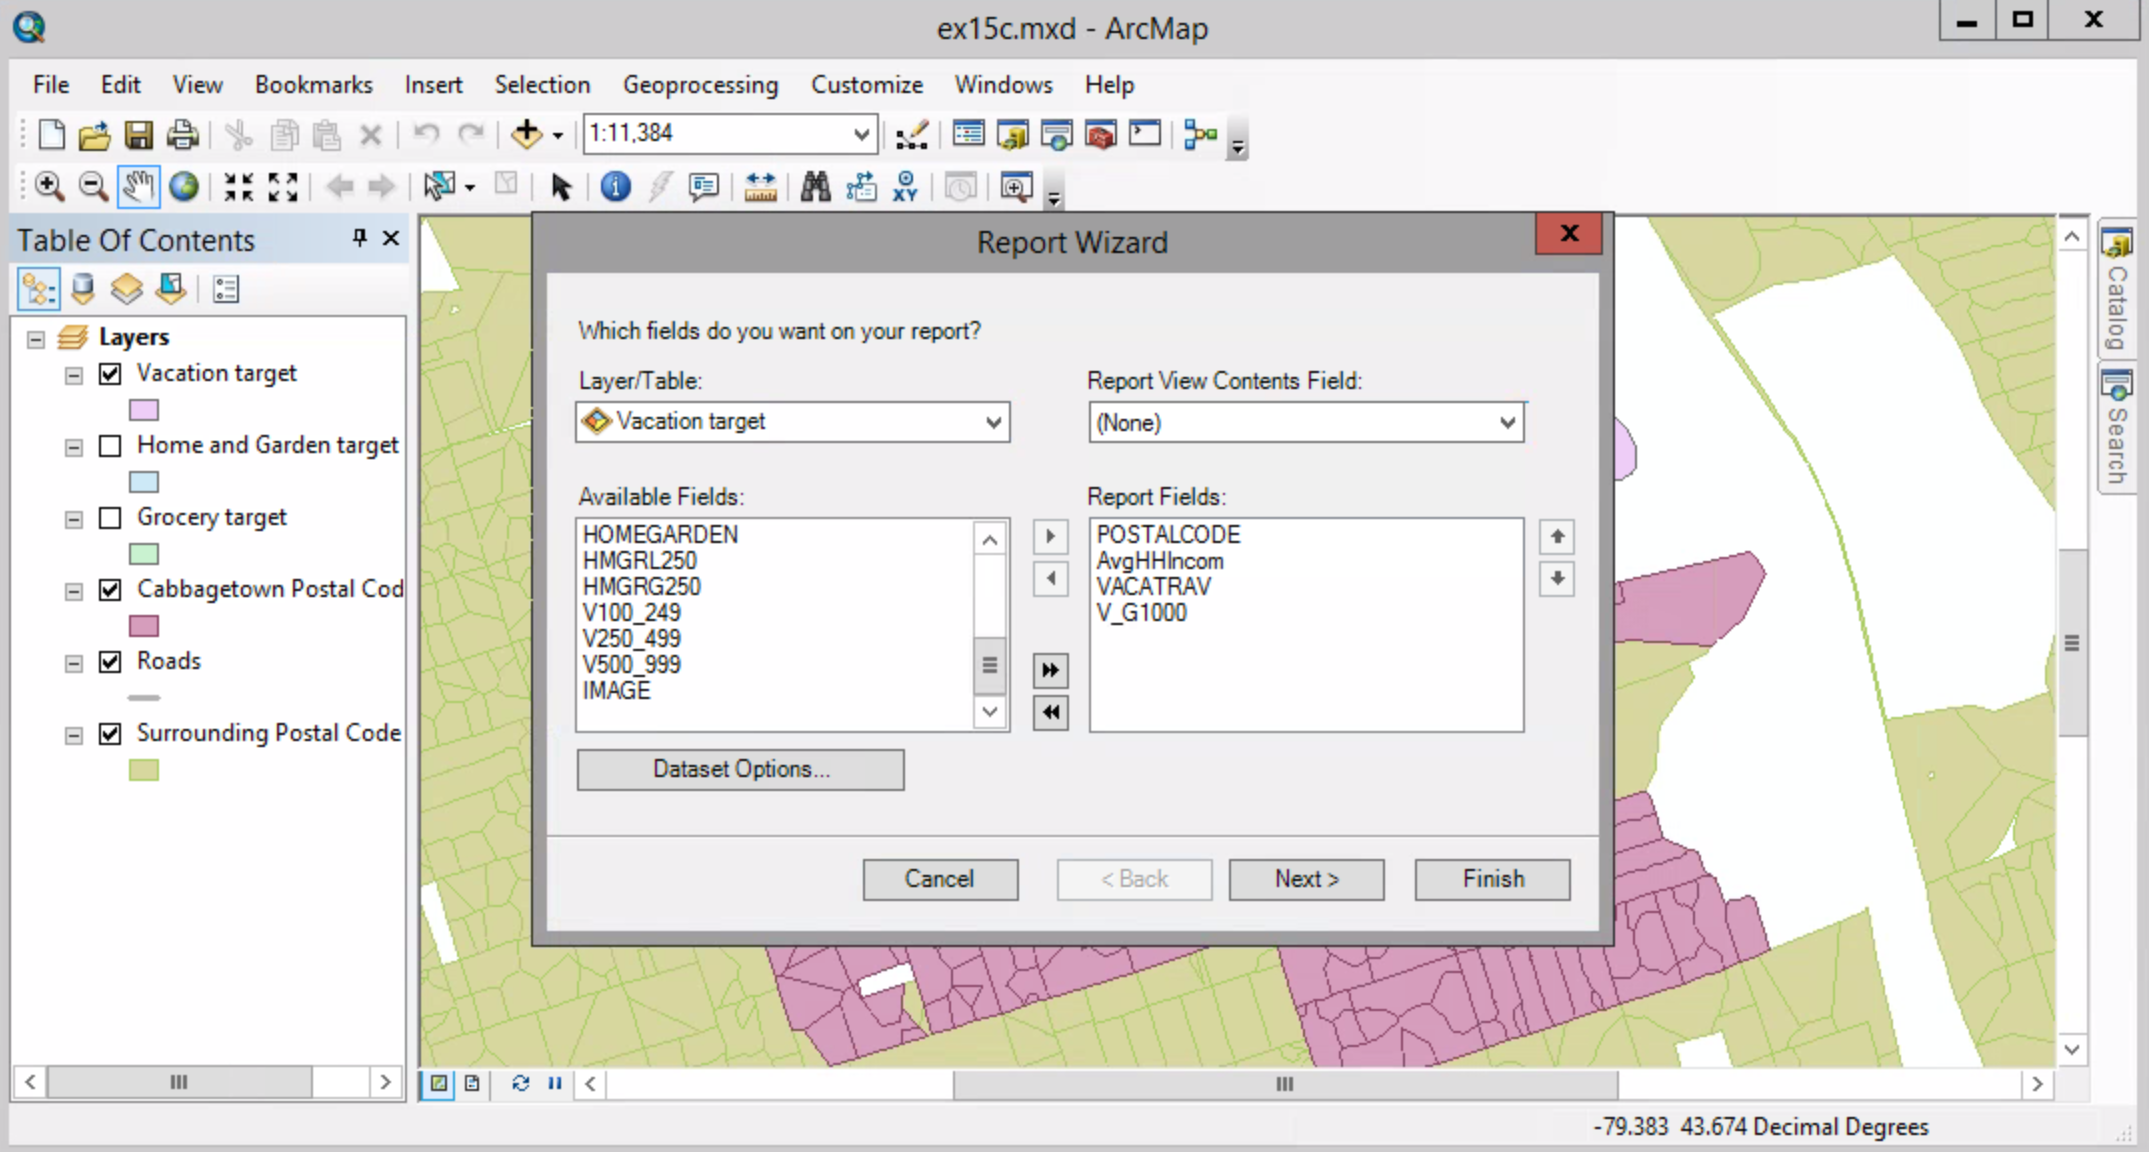 ex15c.mxd - ArcMap
File Edit View Bookmarks Insert Selection Geoprocessing Customize Windows Help
1:11,384
XY
Table Of Contents
Layers
Vacation target
Home and Garden target
Grocery target
Cabbagetown Postal Cod
Roads
Surrounding Postal Code
Report Wizard
Which fields do you want on your report?
Layer/Table:
Vacation target
Report View Contents Field:
(None)
Available Fields:
HOMEGARDEN
HMGRL250
HMGRG250
V100_249
V250_499
V500_999
IMAGE
Report Fields:
POSTALCODE
AvgHHIncom
VACATRAV
V_G1000
Dataset Options...
Cancel
< Back
Next >
Finish
Catalog
Search
-79.383 43.674 Decimal Degrees